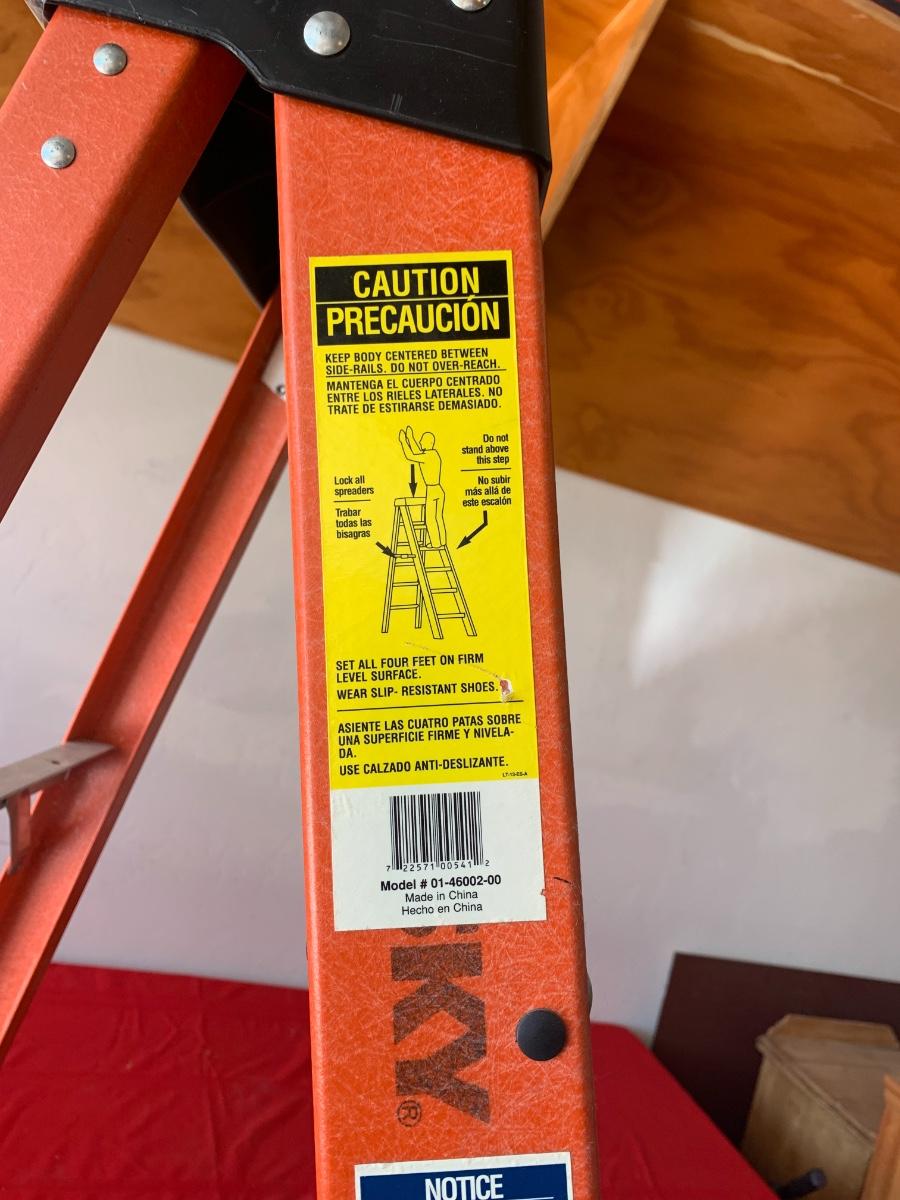 CAUTION
PRECAUCIÓN
KEEP BODY CENTERED BETWEEN
SIDE-RAILS. DO NOT OVER-REACH.
MANTENGA EL CUERPO CENTRADO
ENTRE LOS RIELES LATERALES. NO
TRATE DE ESTIRARSE DEMASIADO.
Do not
stand above
this step
No subir
más allá de
este escalón
Lock all
spreaders
Trabar
todas las
bisagras
SET ALL FOUR FEET ON FIRM
LEVEL SURFACE.
WEAR SLIP- RESISTANT SHOES.
ASIENTE LAS CUATRO PATAS SOBRE
UNA SUPERFICIE FIRME Y NIVELA-
DA.
USE CALZADO ANTI-DESLIZANTE.
LT-13-ES-A
7 22571 00541 2
Model # 01-46002-00
Made in China
Hecho en China
SKY®
NOTICE